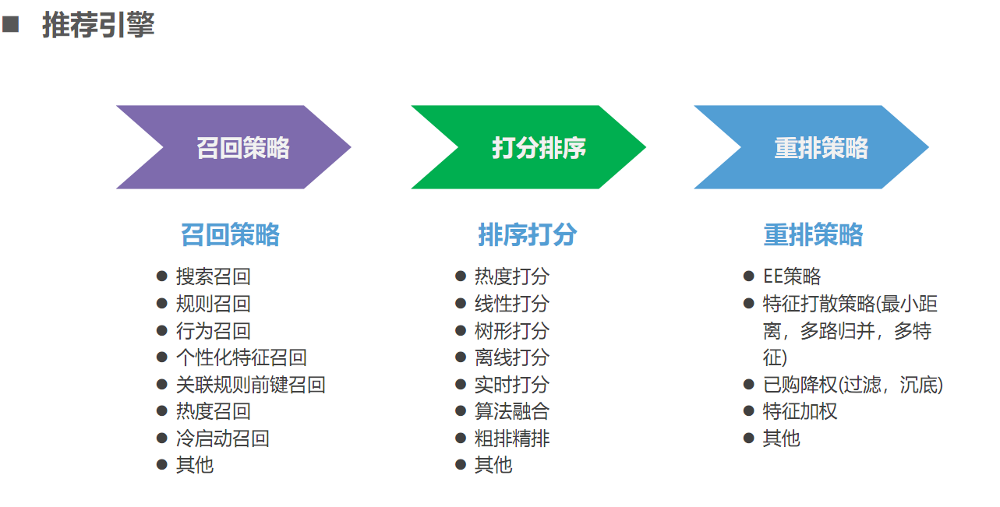 推荐引擎
召回策略
打分排序
重排策略
召回策略
搜索召回
规则召回
行为召回
个性化特征召回
关联规则前键召回
热度召回
冷启动召回
其他
排序打分
热度打分
线性打分
树形打分
离线打分
实时打分
算法融合
粗排精排
其他
重排策略
EE策略
特征打散策略(最小距
离，多路归并，多特
征)
已购降权(过滤，沉底)
特征加权
其他